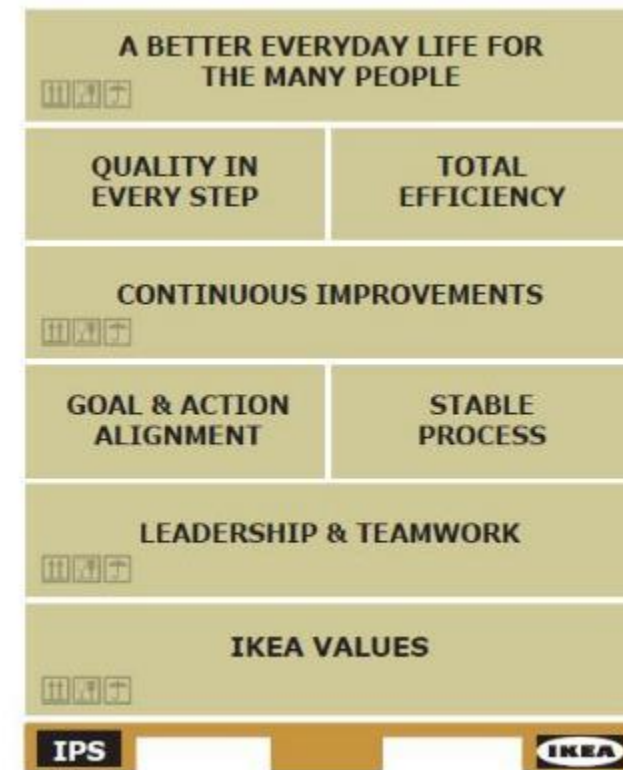 A BETTER EVERYDAY LIFE FOR
THE MANY PEOPLE
QUALITY IN
EVERY STEP
TOTAL
EFFICIENCY
CONTINUOUS IMPROVEMENTS
GOAL & ACTION
ALIGNMENT
STABLE
PROCESS
LEADERSHIP & TEAMWORK
IKEA VALUES
IPS
IKEA